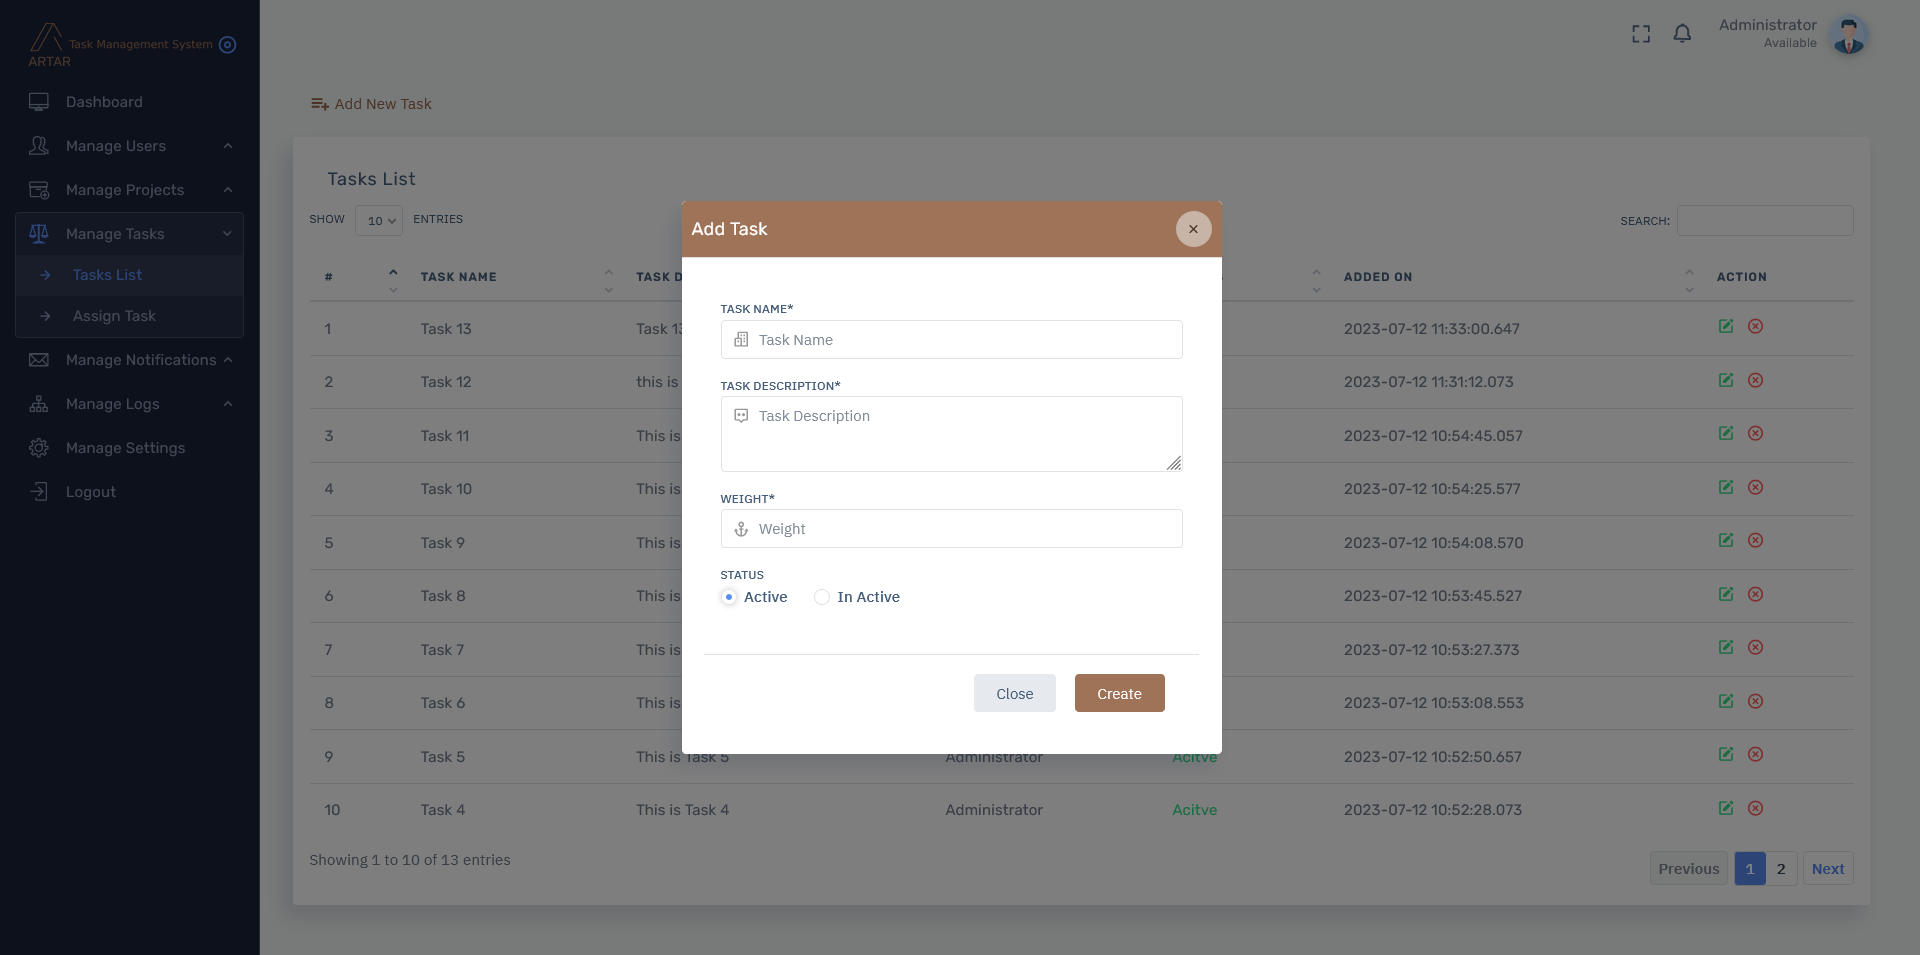 Task Management System
ARTAR
Dashboard
Manage Users
Manage Projects
Manage Tasks
Tasks List
Assign Task
Manage Notifications
Manage Logs
Manage Settings
Logout
Administrator
Available
Add New Task
Tasks List
SHOW 10 ENTRIES
SEARCH:
# TASK NAME TASK D ADDED ON ACTION
1 Task 13 Task 13 2023-07-12 11:33:00.647
2 Task 12 this is 2023-07-12 11:31:12.073
3 Task 11 This is 2023-07-12 10:54:45.057
4 Task 10 This is 2023-07-12 10:54:25.577
5 Task 9 This is 2023-07-12 10:54:08.570
6 Task 8 This is 2023-07-12 10:53:45.527
7 Task 7 This is 2023-07-12 10:53:27.373
8 Task 6 This is 2023-07-12 10:53:08.553
9 Task 5 This is Task 5 Administrator Acitve 2023-07-12 10:52:50.657
10 Task 4 This is Task 4 Administrator Acitve 2023-07-12 10:52:28.073
Showing 1 to 10 of 13 entries
Previous 1 2 Next
Add Task
×
TASK NAME*
Task Name
TASK DESCRIPTION*
Task Description
WEIGHT*
Weight
STATUS
Active In Active
Close Create